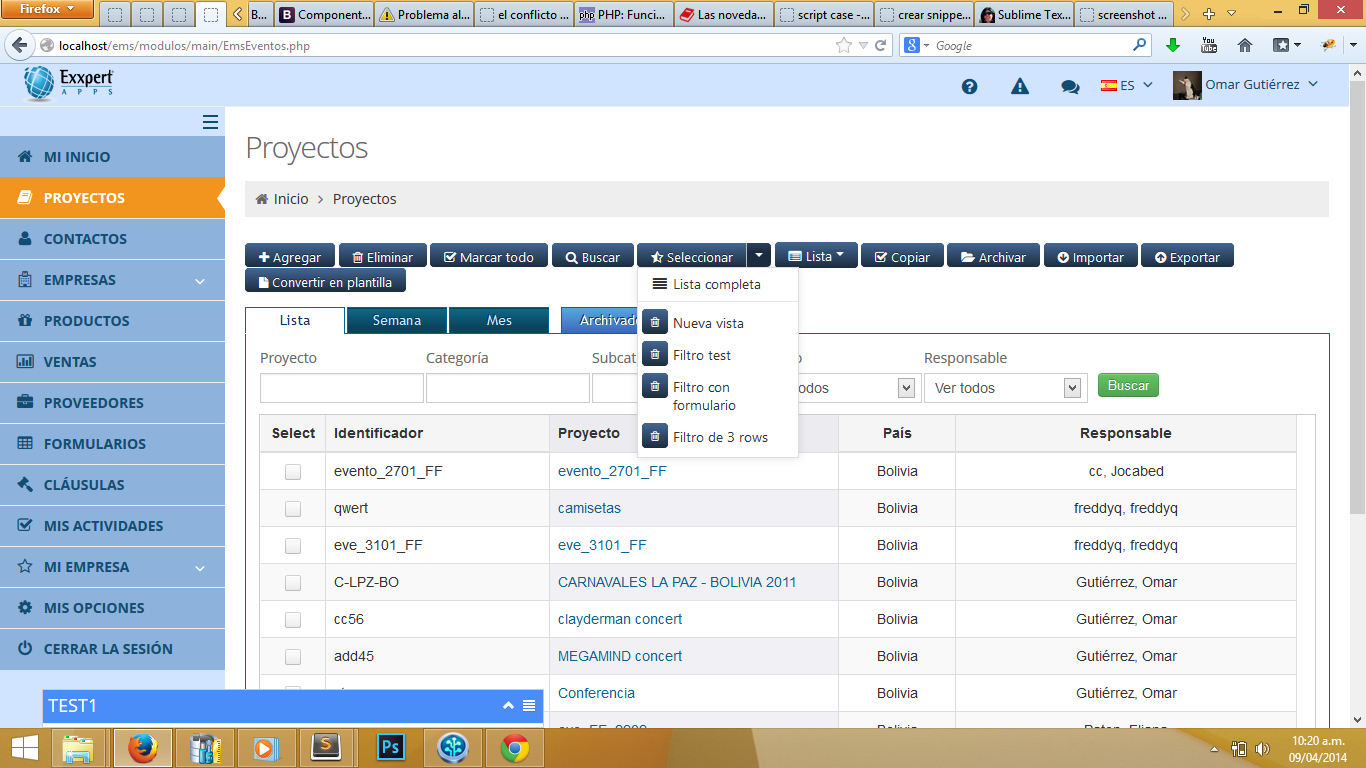 Firefox
B...
Component...
Problema al...
el conflicto ...
php PHP: Funci...
Las noveda...
script case -...
crear snippe...
Sublime Tex...
screenshot ...
localhost/ems/modulos/main/EmsEventos.php
Google
You Tube
Exxpert
APPS
ES
Omar Gutiérrez
MI INICIO
PROYECTOS
CONTACTOS
EMPRESAS
PRODUCTOS
VENTAS
PROVEEDORES
FORMULARIOS
CLÁUSULAS
MIS ACTIVIDADES
MI EMPRESA
MIS OPCIONES
CERRAR LA SESIÓN
Proyectos
Inicio > Proyectos
Agregar Eliminar Marcar todo Buscar Seleccionar Lista Copiar Archivar Importar Exportar
Convertir en plantilla
Lista completa
Nueva vista
Filtro test
Filtro con
formulario
Filtro de 3 rows
Lista Semana Mes Archivad
Proyecto Categoría Subcat o Responsable
odos Ver todos Buscar
Select Identificador Proyecto País Responsable
evento_2701_FF evento_2701_FF Bolivia cc, Jocabed
qwert camisetas Bolivia freddyq, freddyq
eve_3101_FF eve_3101_FF Bolivia freddyq, freddyq
C-LPZ-BO CARNAVALES LA PAZ - BOLIVIA 2011 Bolivia Gutiérrez, Omar
cc56 clayderman concert Bolivia Gutiérrez, Omar
add45 MEGAMIND concert Bolivia Gutiérrez, Omar
Conferencia Bolivia Gutiérrez, Omar
Bolivia
TEST1
S
Ps
10:20 a.m.
09/04/2014